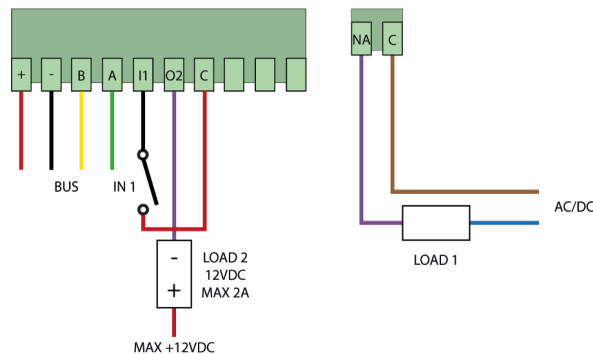 + - B A I1 O2 C
NA C
BUS
IN 1
-
+
LOAD 2
12VDC
MAX 2A
MAX +12VDC
AC/DC
LOAD 1